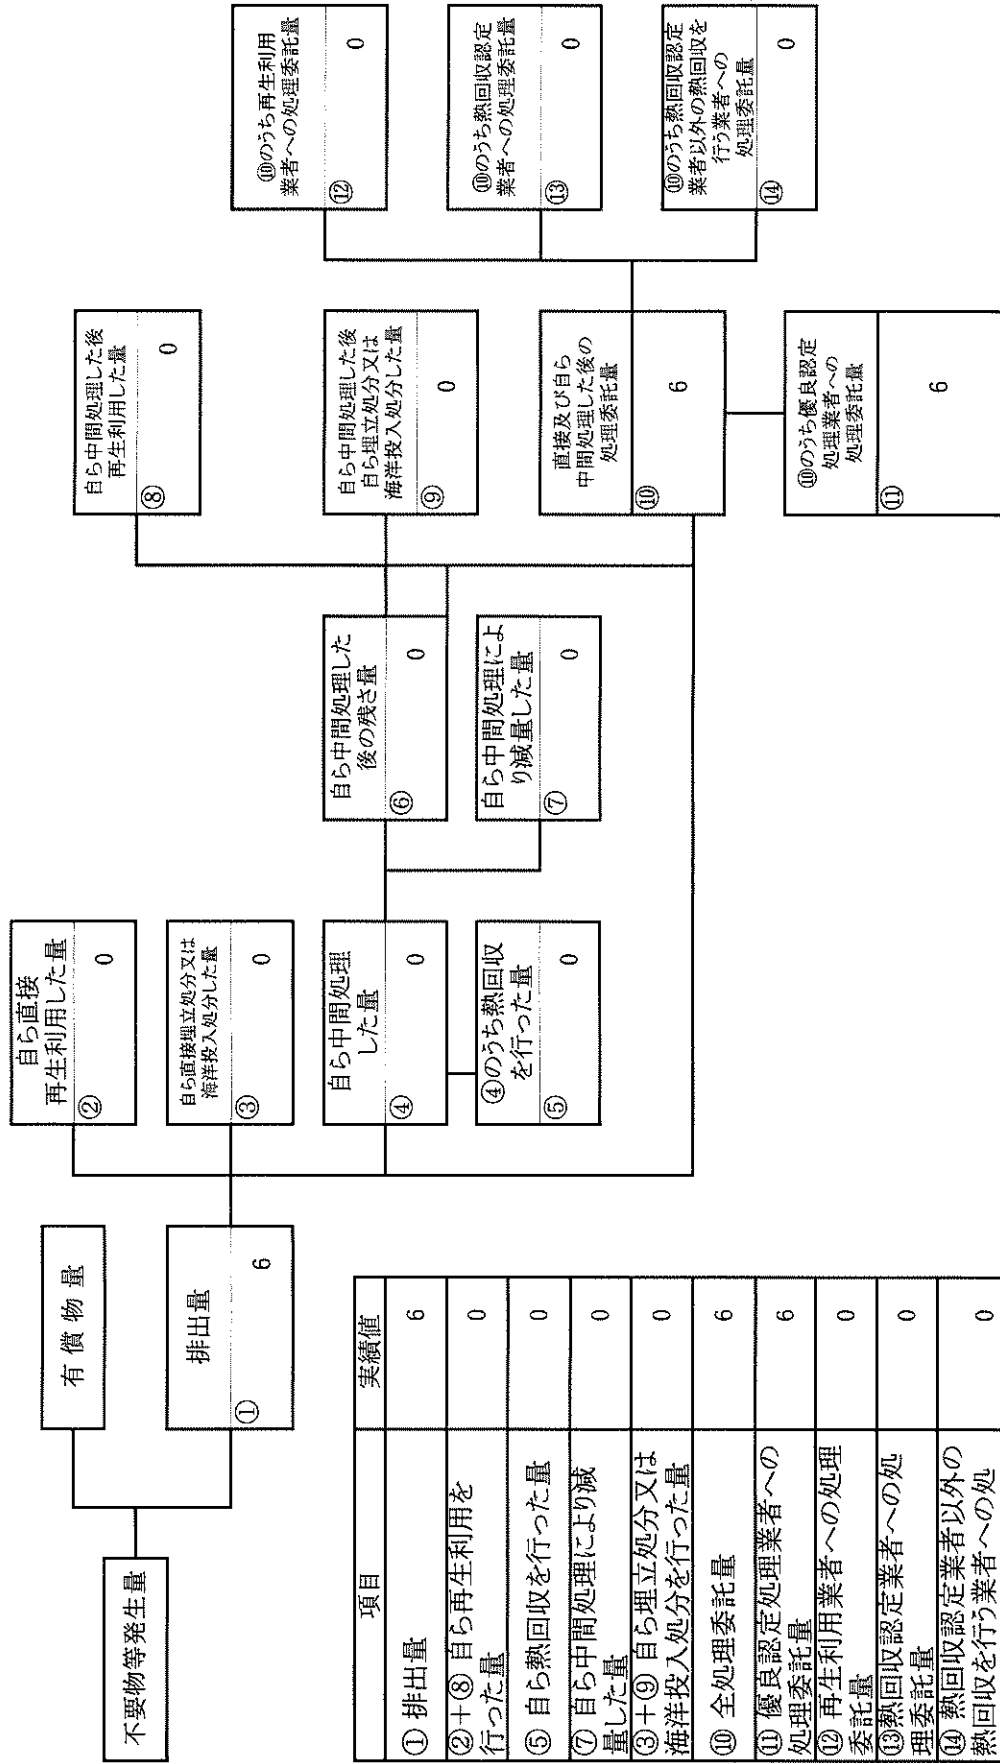 不要物等発生量
有 償 物 量
排出量
①
6
自ら直接
再生利用した量
②
0
自ら直接埋立処分又は
海洋投入処分した量
③
0
自ら中間処理
した量
④
0
④のうち熱回収
を行った量
⑤
0
自ら中間処理した
後の残さ量
⑥
0
自ら中間処理によ
り減量した量
⑦
0
自ら中間処理した後
再生利用した量
⑧
0
自ら中間処理した後
自ら埋立処分又は
海洋投入処分した量
⑨
0
直接及び自ら
中間処理した後の
処理委託量
⑩
6
⑩のうち優良認定
処理業者への
処理委託量
⑪
6
⑩のうち再生利用
業者への処理委託量
⑫
0
⑩のうち熱回収認定
業者への処理委託量
⑬
0
⑩のうち熱回収認定
業者以外の熱回収を
行う業者への
処理委託量
⑭
0
項目 実績値
① 排出量 6
②+⑧ 自ら再生利用を
行った量 0
⑤ 自ら熱回収を行った量 0
⑦ 自ら中間処理により減
量した量 0
③+⑨ 自ら埋立処分又は
海洋投入処分を行った量 0
⑩ 全処理委託量 6
⑪ 優良認定処理業者への
処理委託量 6
⑫ 再生利用業者への処理
委託量 0
⑬熱回収認定業者への処
理委託量 0
⑭ 熱回収認定業者以外の
熱回収を行う業者への処 0